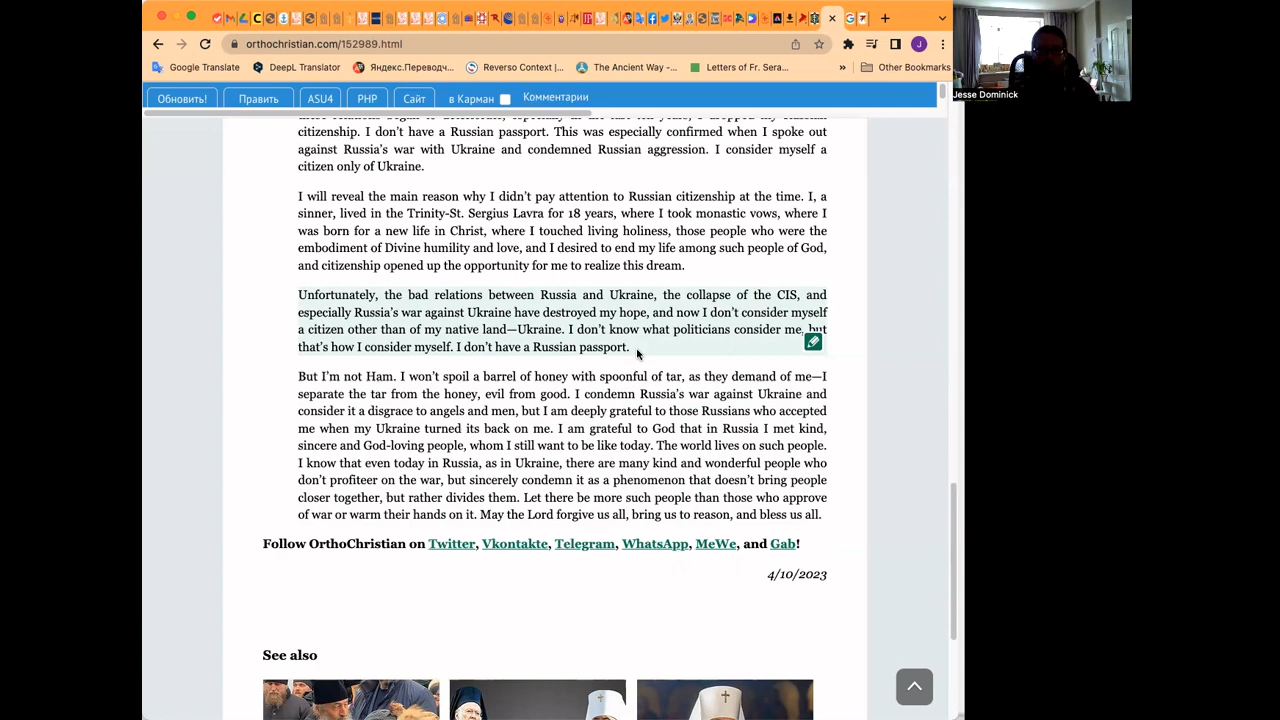 orthochristian.com/152989.html
Google Translate DeepL Translator Яндекс.Переводч... Reverso Context |... The Ancient Way -... Letters of Fr. Sera... » Other Bookmarks
Jesse Dominick
Обновить! Править ASU4 PHP Сайт в Карман Комментарии
citizenship. I don't have a Russian passport. This was especially confirmed when I spoke out
against Russia's war with Ukraine and condemned Russian aggression. I consider myself a
citizen only of Ukraine.
I will reveal the main reason why I didn't pay attention to Russian citizenship at the time. I, a
sinner, lived in the Trinity-St. Sergius Lavra for 18 years, where I took monastic vows, where I
was born for a new life in Christ, where I touched living holiness, those people who were the
embodiment of Divine humility and love, and I desired to end my life among such people of God,
and citizenship opened up the opportunity for me to realize this dream.
Unfortunately, the bad relations between Russia and Ukraine, the collapse of the CIS, and
especially Russia's war against Ukraine have destroyed my hope, and now I don't consider myself
a citizen other than of my native land—Ukraine. I don't know what politicians consider me, but
that's how I consider myself. I don't have a Russian passport.
But I'm not Ham. I won't spoil a barrel of honey with spoonful of tar, as they demand of me—I
separate the tar from the honey, evil from good. I condemn Russia's war against Ukraine and
consider it a disgrace to angels and men, but I am deeply grateful to those Russians who accepted
me when my Ukraine turned its back on me. I am grateful to God that in Russia I met kind,
sincere and God-loving people, whom I still want to be like today. The world lives on such people.
I know that even today in Russia, as in Ukraine, there are many kind and wonderful people who
don't profiteer on the war, but sincerely condemn it as a phenomenon that doesn't bring people
closer together, but rather divides them. Let there be more such people than those who approve
of war or warm their hands on it. May the Lord forgive us all, bring us to reason, and bless us all.
Follow OrthoChristian on Twitter, Vkontakte, Telegram, WhatsApp, MeWe, and Gab!
4/10/2023
See also